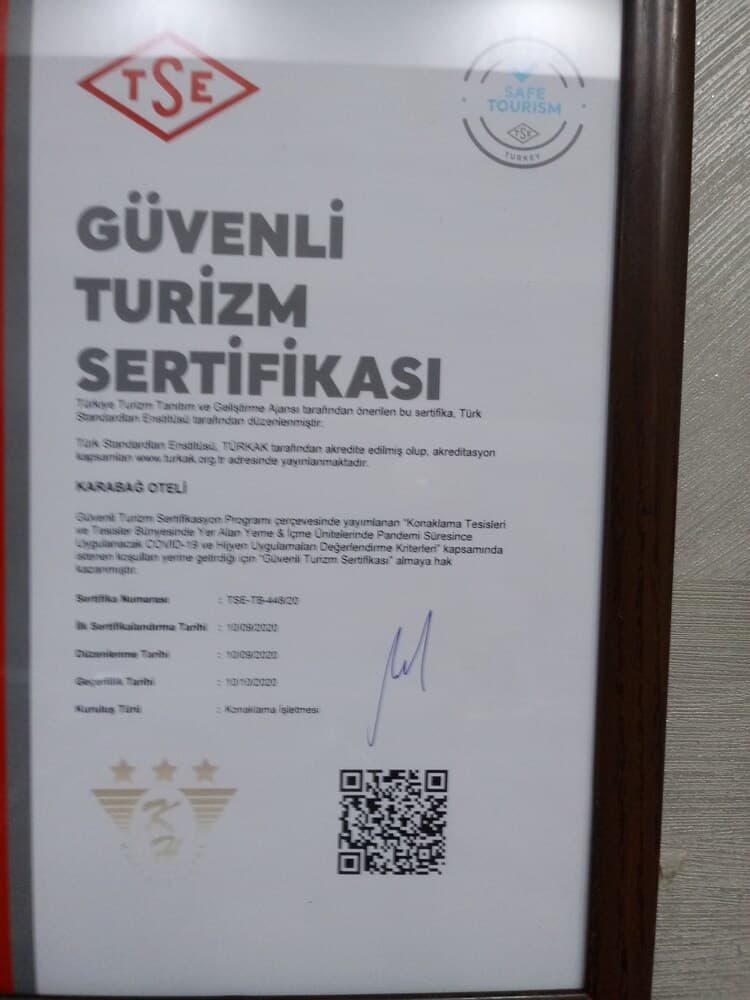 TSE
SAFE
TOURISM
TSE
TURKEY
GÜVENLİ
TURİZM
SERTİFİKASI
Türkiye Turizm Tanıtım ve Geliştirme Ajansı tarafından önerilen bu sertifika, Türk
Standardları Enstitüsü tarafından düzenlenmiştir.
Türk Standardları Enstitüsü, TÜRKAK tarafından akredite edilmiş olup, akreditasyon
kapsamları www.turkak.org.tr adresinde yayınlanmaktadır.
KARABAĞ OTELİ
Güvenli Turizm Sertifikasyon Programı çerçevesinde yayımlanan "Konaklama Tesisleri
ve Tesisler Bünyesinde Yer Alan Yeme & İçme Ünitelerinde Pandemi Süresince
Uygulanacak COVID-19 ve Hijyen Uygulamaları Değerlendirme Kriterleri" kapsamında
istenen koşulları yerine getirdiği için "Güvenli Turizm Sertifikası" almaya hak
kazanmıştır.
Sertifika Numarası : TSE-TB-448/20
İlk Sertifikalandırma Tarihi : 10/09/2020
Düzenlenme Tarihi : 10/09/2020
Geçerlilik Tarihi : 10/10/2020
Kuruluş Türü : Konaklama İşletmesi